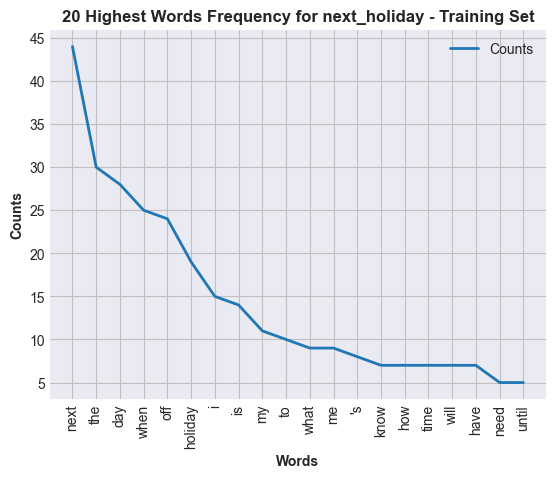 20 Highest Words Frequency for next_holiday - Training Set
Counts
45
40
35
30
25
20
15
10
5
Counts
next
the
day
when
off
holiday
i
is
my
to
what
me
's
know
how
time
will
have
need
until
Words